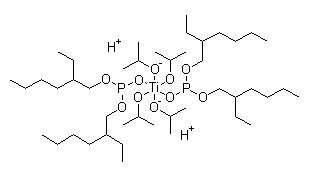 H+
O- O
O O
P Ti P
O O O
O O-
H+